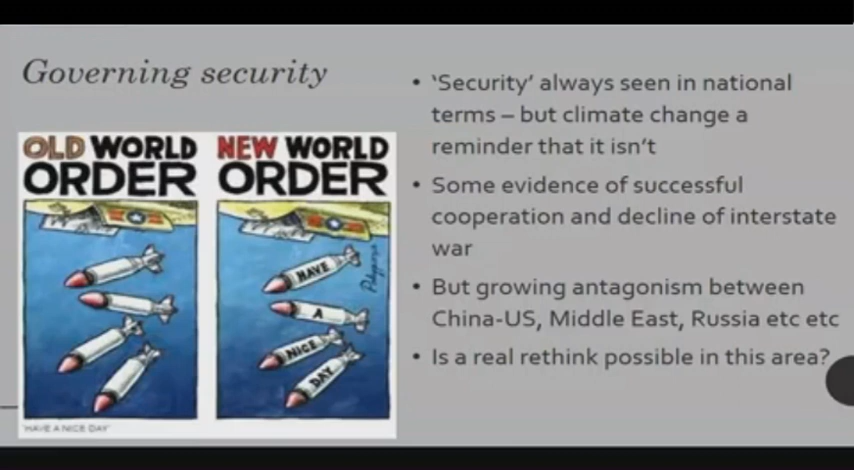 Governing security
OLD WORLD
ORDER
NEW WORLD
ORDER
HAVE
A
NICE
DAY
'HAVE A NICE DAY'
• ‘Security’ always seen in national
terms – but climate change a
reminder that it isn’t
• Some evidence of successful
cooperation and decline of interstate
war
• But growing antagonism between
China-US, Middle East, Russia etc etc
• Is a real rethink possible in this area?